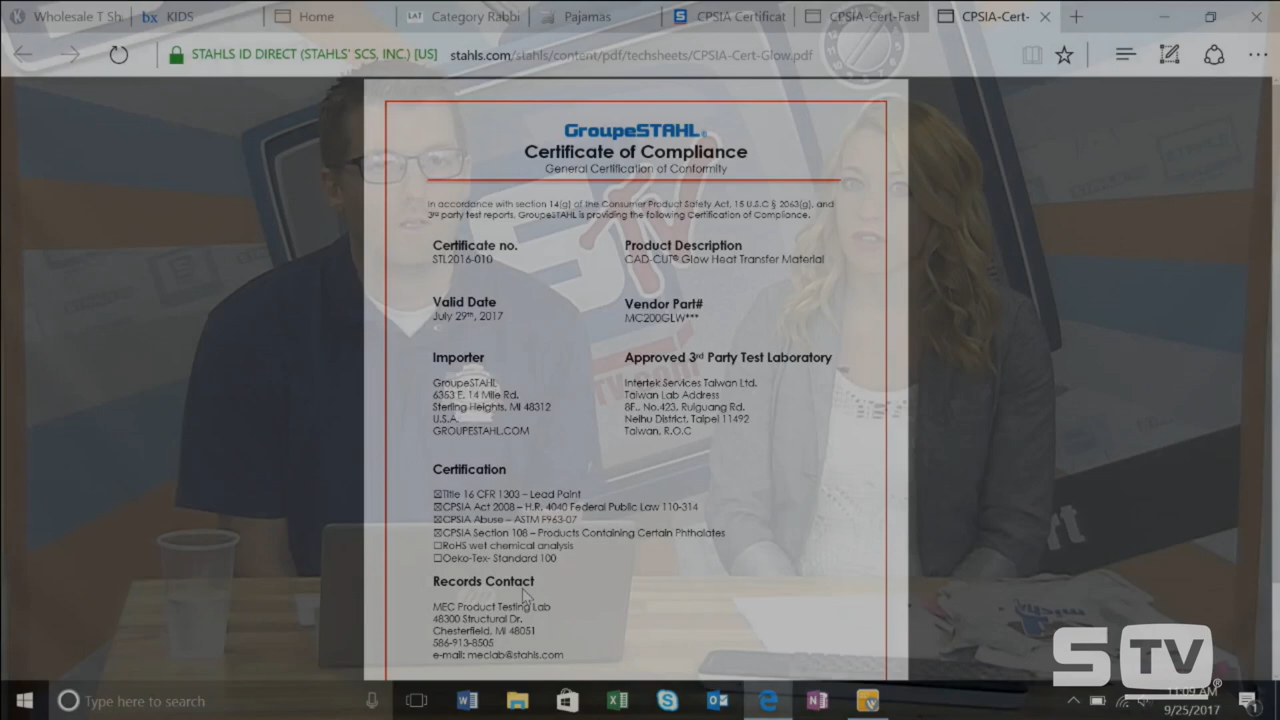 Wholesale T Sh
bx KIDS
Home
LAT Category Rabbi
Pajamas
S CPSIA Certificat
CPSIA-Cert-Fash
CPSIA-Cert-
STAHLS ID DIRECT (STAHLS' SCS, INC.) [US]
stahls.com/stahls/content/pdf/techsheets/CPSIA-Cert-Glow.pdf
GroupeSTAHL
Certificate of Compliance
General Certification of Conformity
In accordance with section 14(g) of the Consumer Product Safety Act, 15 U.S.C § 2063(g), and
3rd party test reports, GroupeSTAHL is providing the following Certification of Compliance.
Certificate no.
STL2016-010
Product Description
CAD-CUT® Glow Heat Transfer Material
Valid Date
July 29th, 2017
Vendor Part#
MC200GLW***
Importer
GroupeSTAHL
6353 E. 14 Mile Rd.
Sterling Heights, MI 48312
U.S.A.
GROUPESTAHL.COM
Approved 3rd Party Test Laboratory
Intertek Services Taiwan Ltd.
Taiwan Lab Address
8F., No.423, Ruiguang Rd.
Neihu District, Taipei 11492
Taiwan, R.O.C
Certification
☒Title 16 CFR 1303 – Lead Paint
☒CPSIA Act 2008 – H.R. 4040 Federal Public Law 110-314
☒CPSIA Abuse – ASTM F963-07
☒CPSIA Section 108 – Products Containing Certain Phthalates
☐RoHS wet chemical analysis
☐Oeko-Tex- Standard 100
Records Contact
MEC Product Testing Lab
48300 Structural Dr.
Chesterfield, MI 48051
586-913-8505
e-mail: meclab@stahls.com
S TV®
Type here to search
11:09 AM
9/25/2017